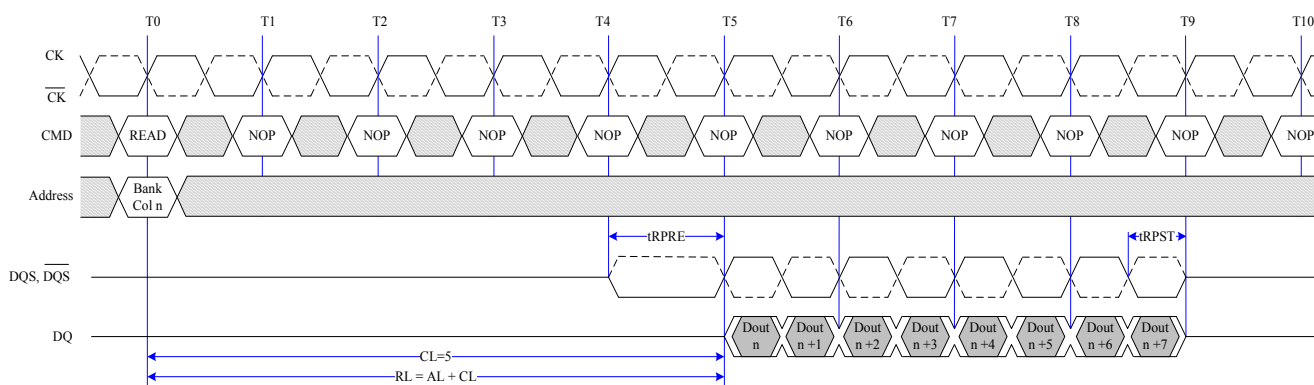 T0 T1 T2 T3 T4 T5 T6 T7 T8 T9 T10
CK
CK
CMD READ NOP NOP NOP NOP NOP NOP NOP NOP NOP NOP
Address Bank Col n
tRPRE tRPST
DQS, DQS
DQ Dout n Dout n +1 Dout n +2 Dout n +3 Dout n +4 Dout n +5 Dout n +6 Dout n +7
CL=5
RL = AL + CL